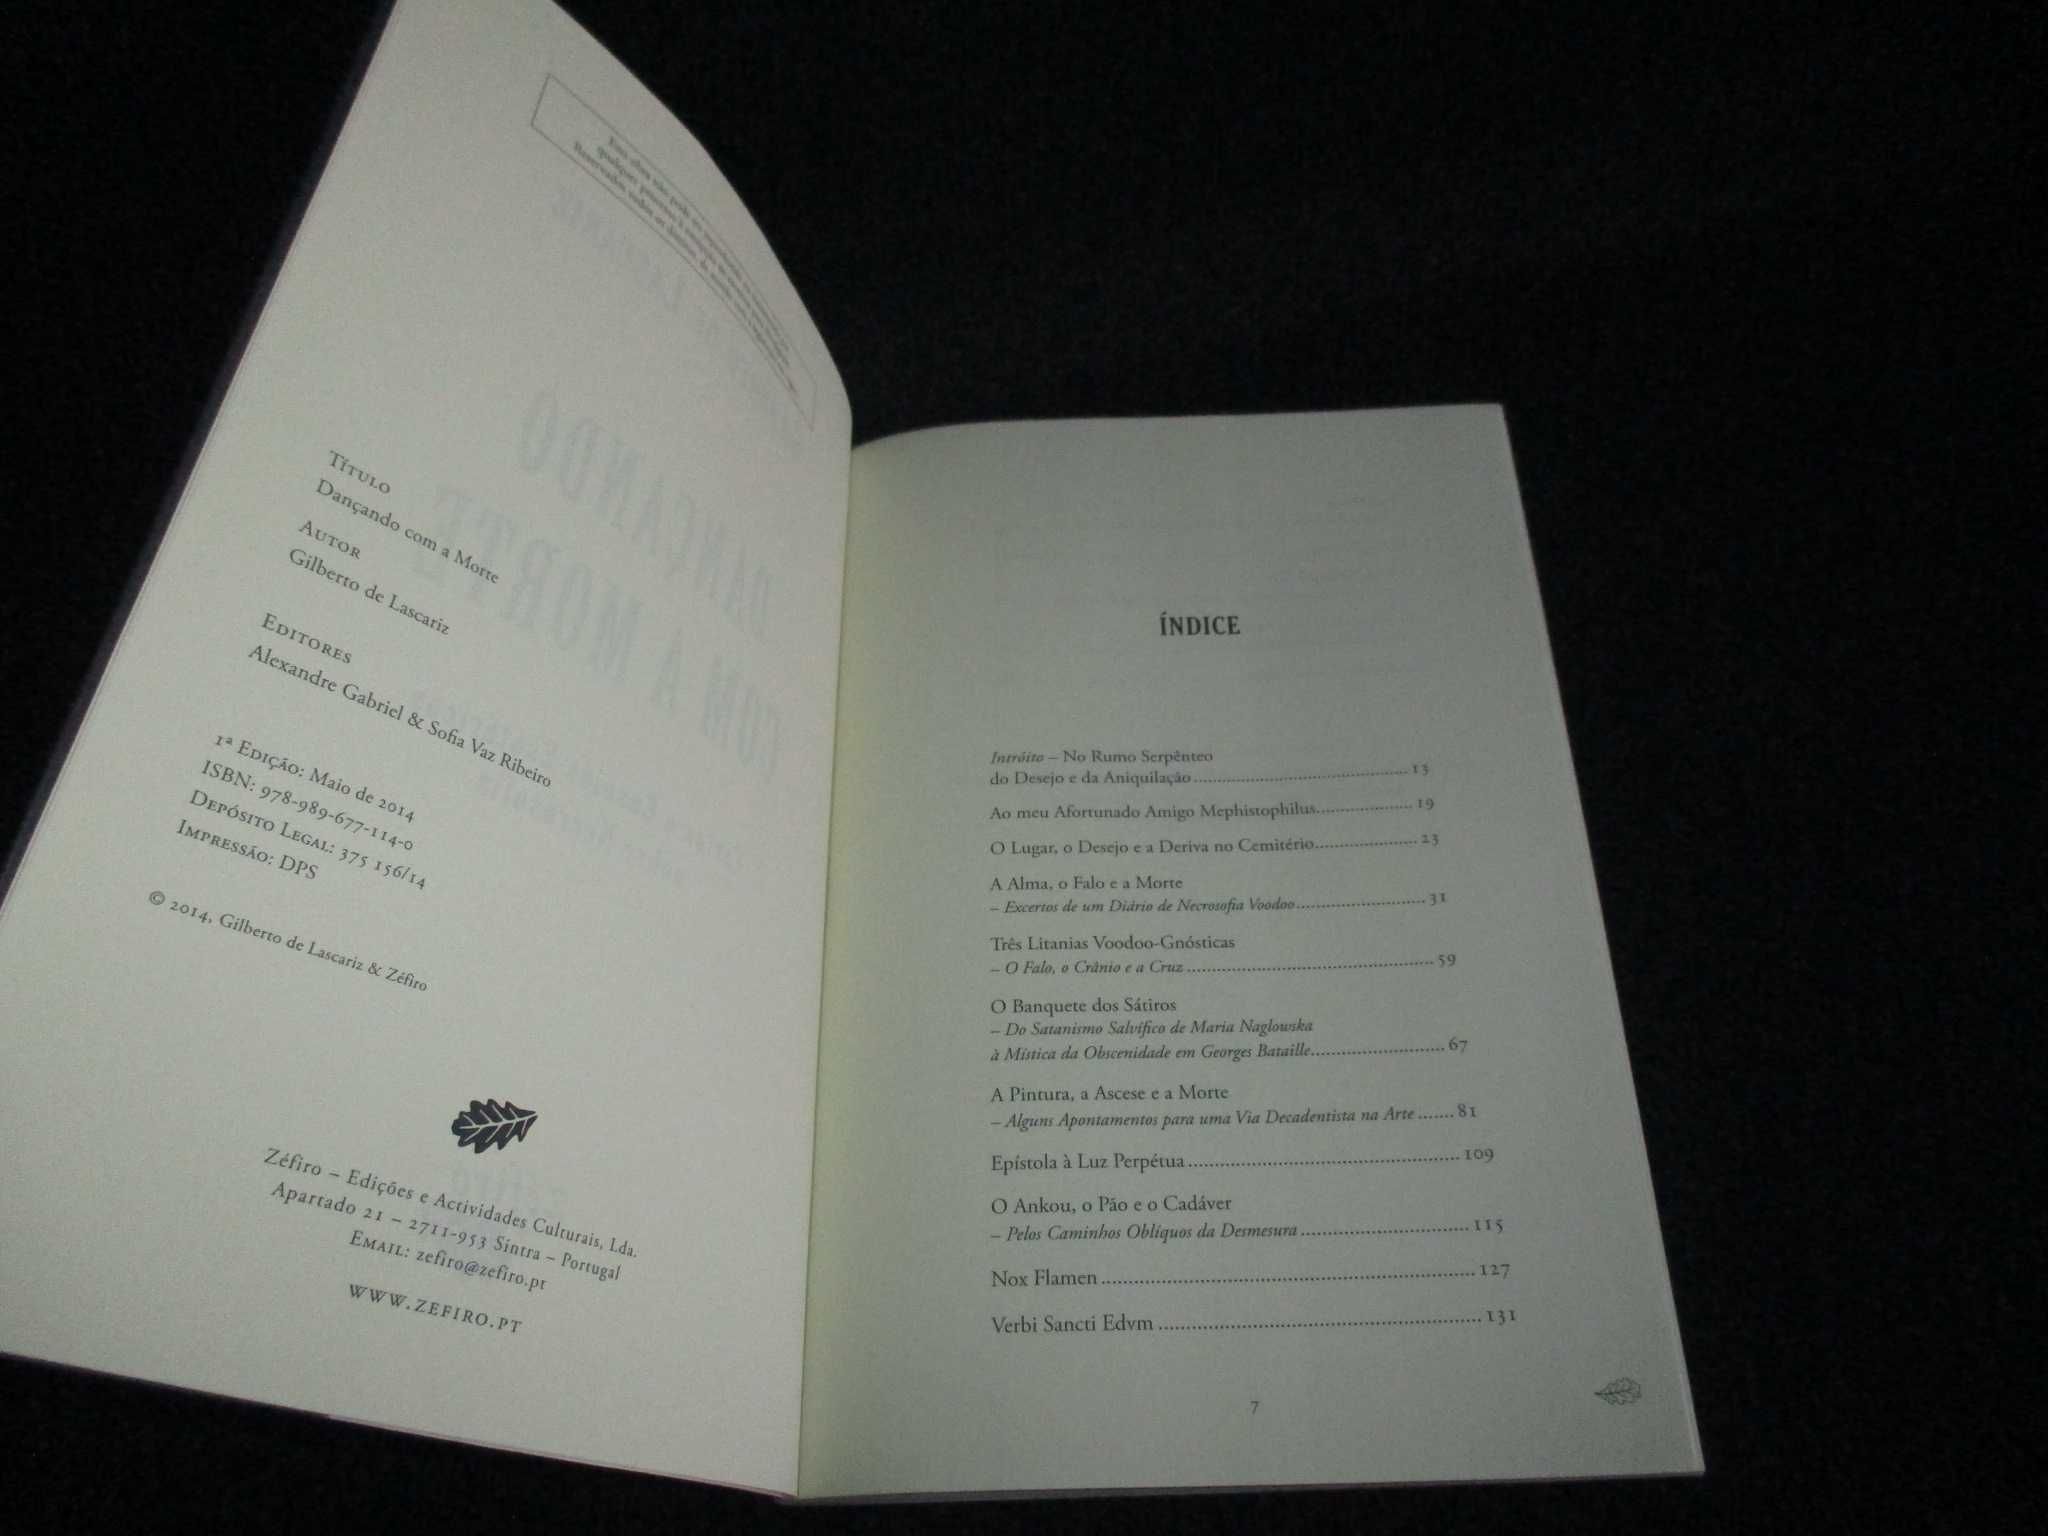 Título
Dançando com a Morte
Autor
Gilberto de Lascariz
Editores
Alexandre Gabriel & Sofia Vaz Ribeiro
1ª Edição: Maio de 2014
ISBN: 978-989-677-114-0
Depósito Legal: 375 156/14
Impressão: DPS
© 2014, Gilberto de Lascariz & Zéfiro
Zéfiro – Edições e Actividades Culturais, Lda.
Apartado 21 – 2711-953 Sintra – Portugal
Email: zefiro@zefiro.pt
www.zefiro.pt
ÍNDICE
Intróito – No Rumo Serpênteo
do Desejo e da Aniquilação........ 13
Ao meu Afortunado Amigo Mephistophilus........ 19
O Lugar, o Desejo e a Deriva no Cemitério........ 23
A Alma, o Falo e a Morte
– Excertos de um Diário de Necrosofia Voodoo........ 31
Três Litanias Voodoo-Gnósticas
– O Falo, o Crânio e a Cruz........ 59
O Banquete dos Sátiros
– Do Satanismo Salvífico de Maria Naglowska
à Mística da Obscenidade em Georges Bataille........ 67
A Pintura, a Ascese e a Morte
– Alguns Apontamentos para uma Via Decadentista na Arte....... 81
Epístola à Luz Perpétua........ 109
O Ankou, o Pão e o Cadáver
– Pelos Caminhos Oblíquos da Desmesura........ 115
Nox Flamen........ 127
Verbi Sancti Edvm........ 131
7